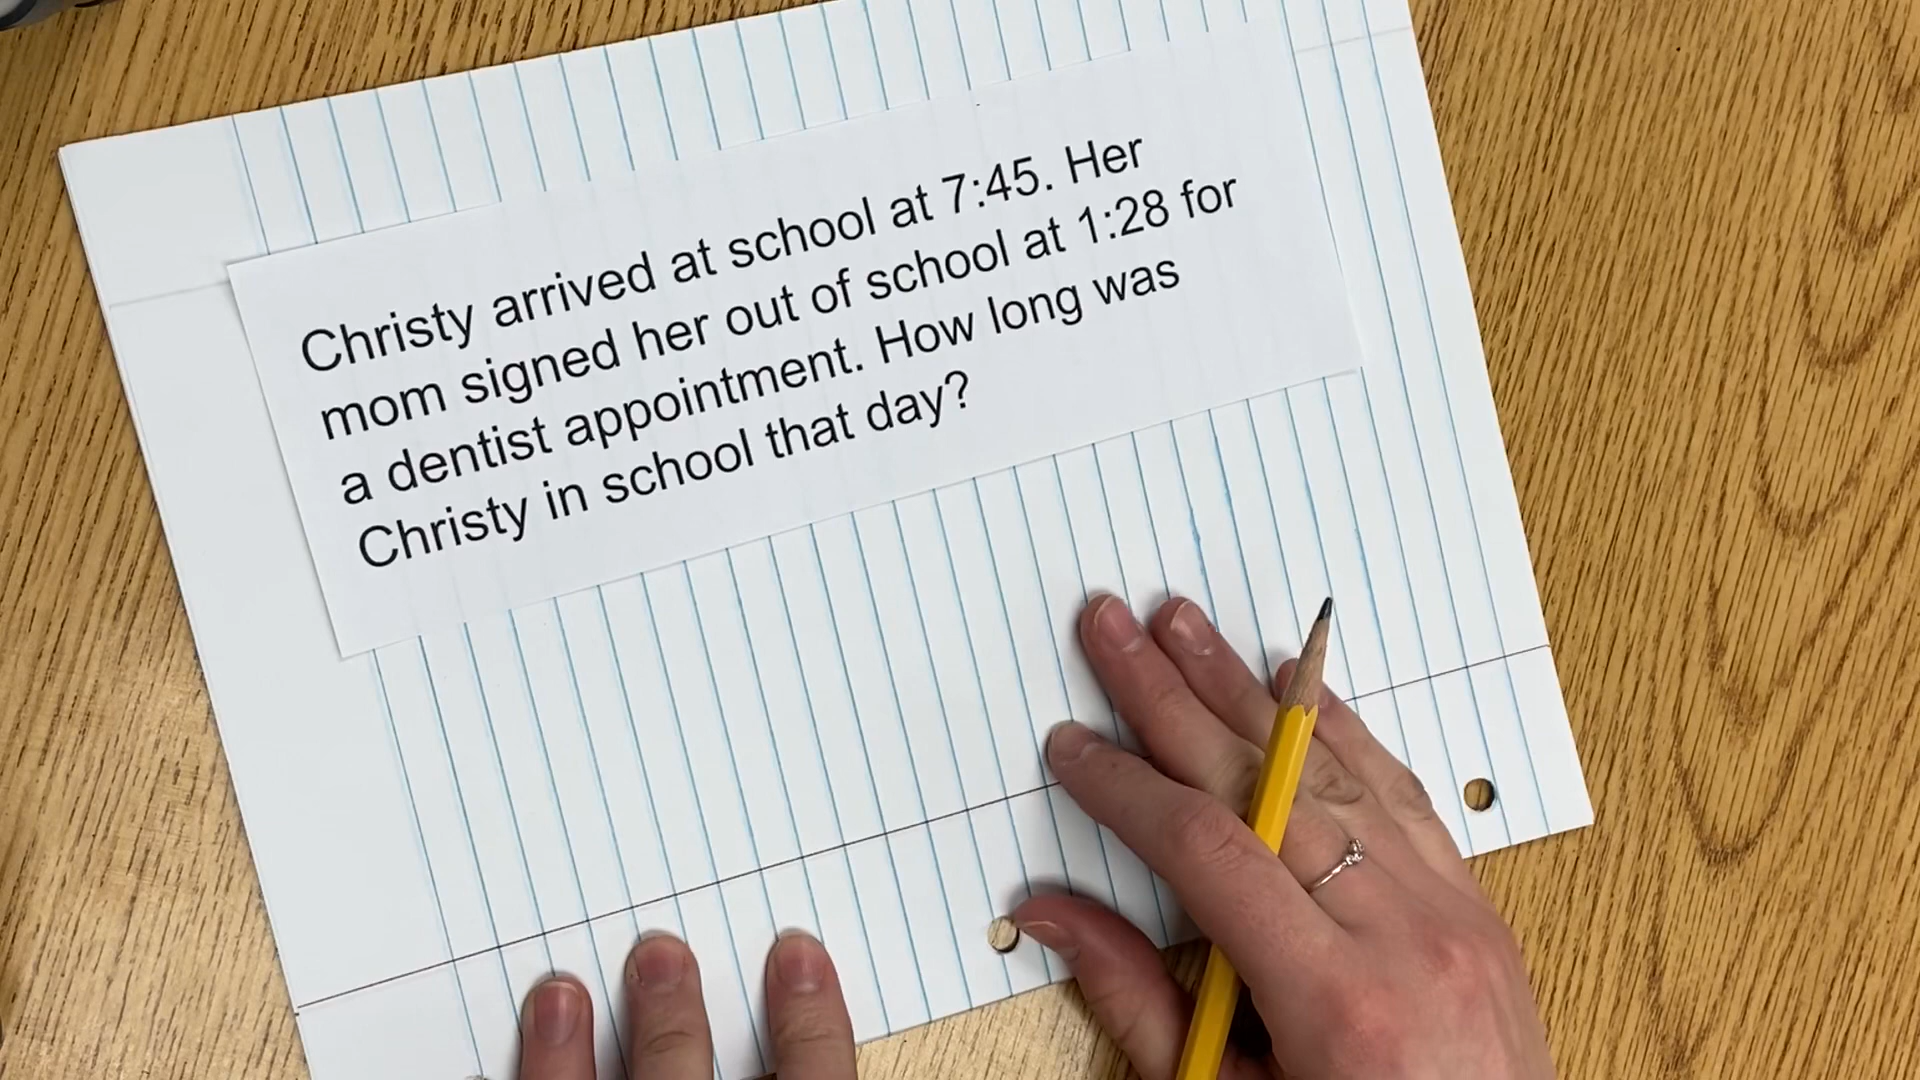 Christy arrived at school at 7:45. Her
mom signed her out of school at 1:28 for
a dentist appointment. How long was
Christy in school that day?